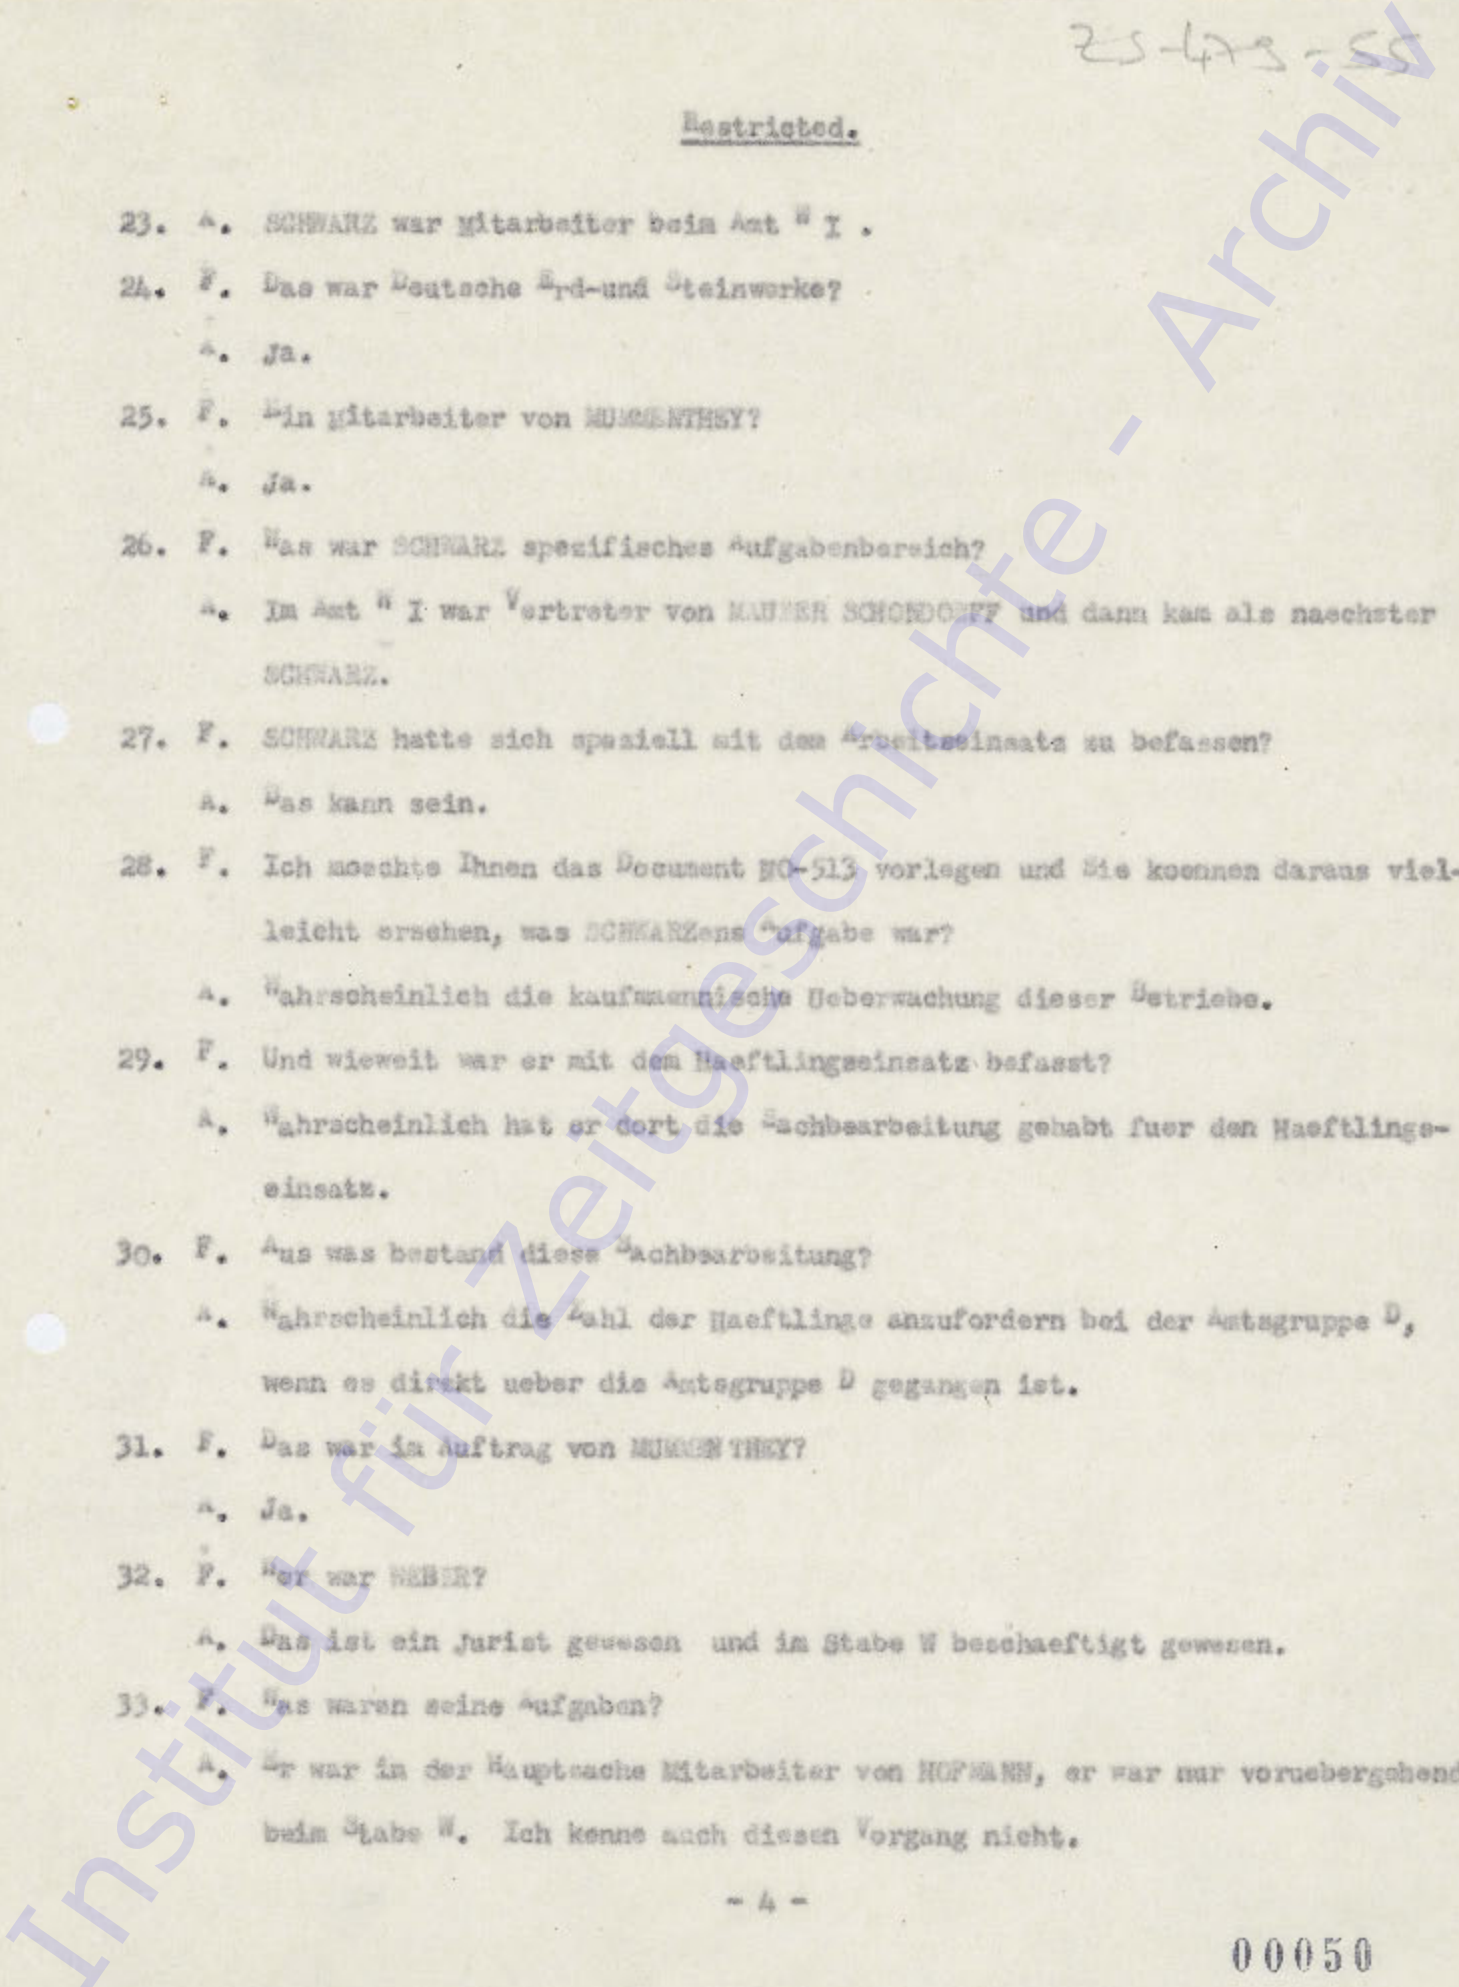 ZS-479-55
Restricted.
23. A. SCHWARZ war Mitarbeiter beim Amt W I .
24. F. Das war Deutsche Erd-und Steinwerke?
A. Ja.
25. F. Ein Mitarbeiter von MUMMENTHEY?
A. Ja.
26. F. Was war SCHWARZ spezifisches Aufgabenbereich?
A. Im Amt W I war Vertreter von MAURER SCHONDORFF und dann kam als naechster
SCHWARZ.
27. F. SCHWARZ hatte sich speziell mit dem Arbeitseinsatz zu befassen?
A. Das kann sein.
28. F. Ich moechte Ihnen das Document NO-513 vorlegen und Sie koennen daraus viel-
leicht ersehen, was SCHWARZens Aufgabe war?
A. Wahrscheinlich die kaufmaennische Ueberwachung dieser Betriebe.
29. F. Und wieweit war er mit dem Haeftlingseinsatz befasst?
A. Wahrscheinlich hat er dort die Sachbearbeitung gehabt fuer den Haeftlings-
einsatz.
30. F. Aus was bestand diese Sachbearbeitung?
A. Wahrscheinlich die Zahl der Haeftlinge anzufordern bei der Amtsgruppe D,
wenn es direkt ueber die Amtsgruppe D gegangen ist.
31. F. Das war im Auftrag von MUMMEN THEY?
A. Ja.
32. F. Wer war WEBER?
A. Das ist ein Jurist gewesen und im Stabe W beschaeftigt gewesen.
33. F. Was waren seine Aufgaben?
A. Er war in der Hauptsache Mitarbeiter von HOFMANN, er war nur voruebergehend
beim Stabe W. Ich kenne auch diesen Vorgang nicht.
- 4 -
00050
Institut für Zeitgeschichte - Archiv